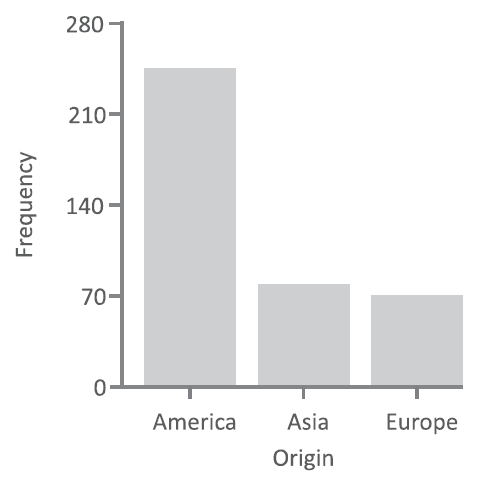 280
210
140
70
0
Frequency
America
Asia
Europe
Origin